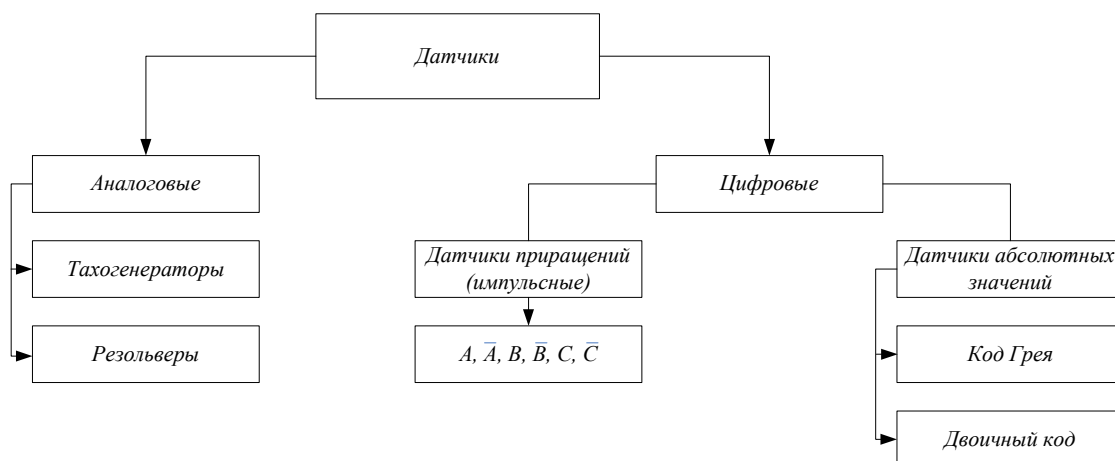 Датчики
Аналоговые
Цифровые
Тахогенераторы
Датчики приращений
(импульсные)
Датчики абсолютных
значений
Резольверы
A, A̅, B, B̅, C, C̅
Код Грея
Двоичный код